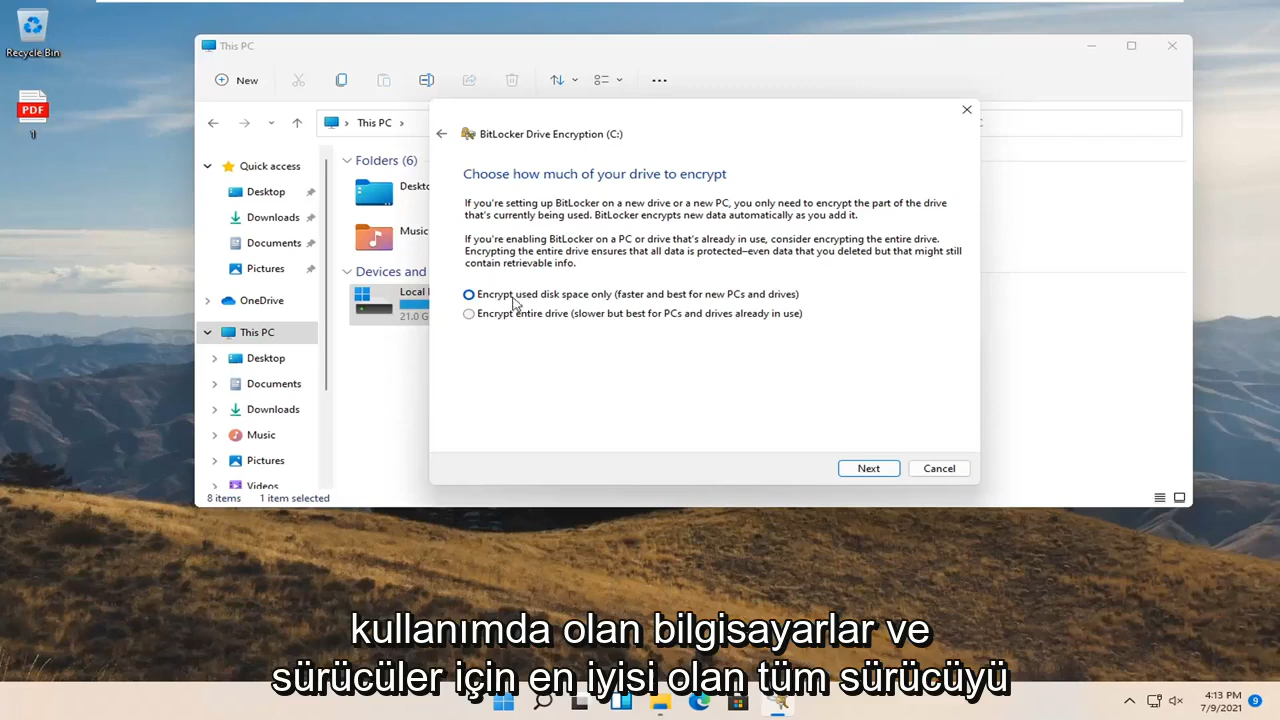 Recycle Bin
PDF
This PC
New
This PC
Quick access
Desktop
Downloads
Documents
Pictures
OneDrive
This PC
Desktop
Documents
Downloads
Music
Pictures
Videos
Folders (6)
Music
Devices and
Local
21.0 G
8 items
1 item selected
BitLocker Drive Encryption (C:)
Choose how much of your drive to encrypt
If you're setting up BitLocker on a new drive or a new PC, you only need to encrypt the part of the drive
that's currently being used. BitLocker encrypts new data automatically as you add it.
If you're enabling BitLocker on a PC or drive that's already in use, consider encrypting the entire drive.
Encrypting the entire drive ensures that all data is protected–even data that you deleted but that might still
contain retrievable info.
Encrypt used disk space only (faster and best for new PCs and drives)
Encrypt entire drive (slower but best for PCs and drives already in use)
Next
Cancel
kullanımda olan bilgisayarlar ve
sürücüler için en iyisi olan tüm sürücüyü
4:13 PM
7/9/2021
9